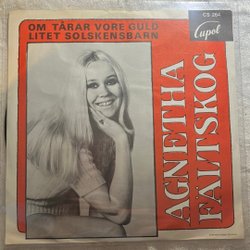 OM TÅRAR VORE GULD
LITET SOLSKENSBARN
CS 264
Cupol
AGNETHA
FÄLTSKOG